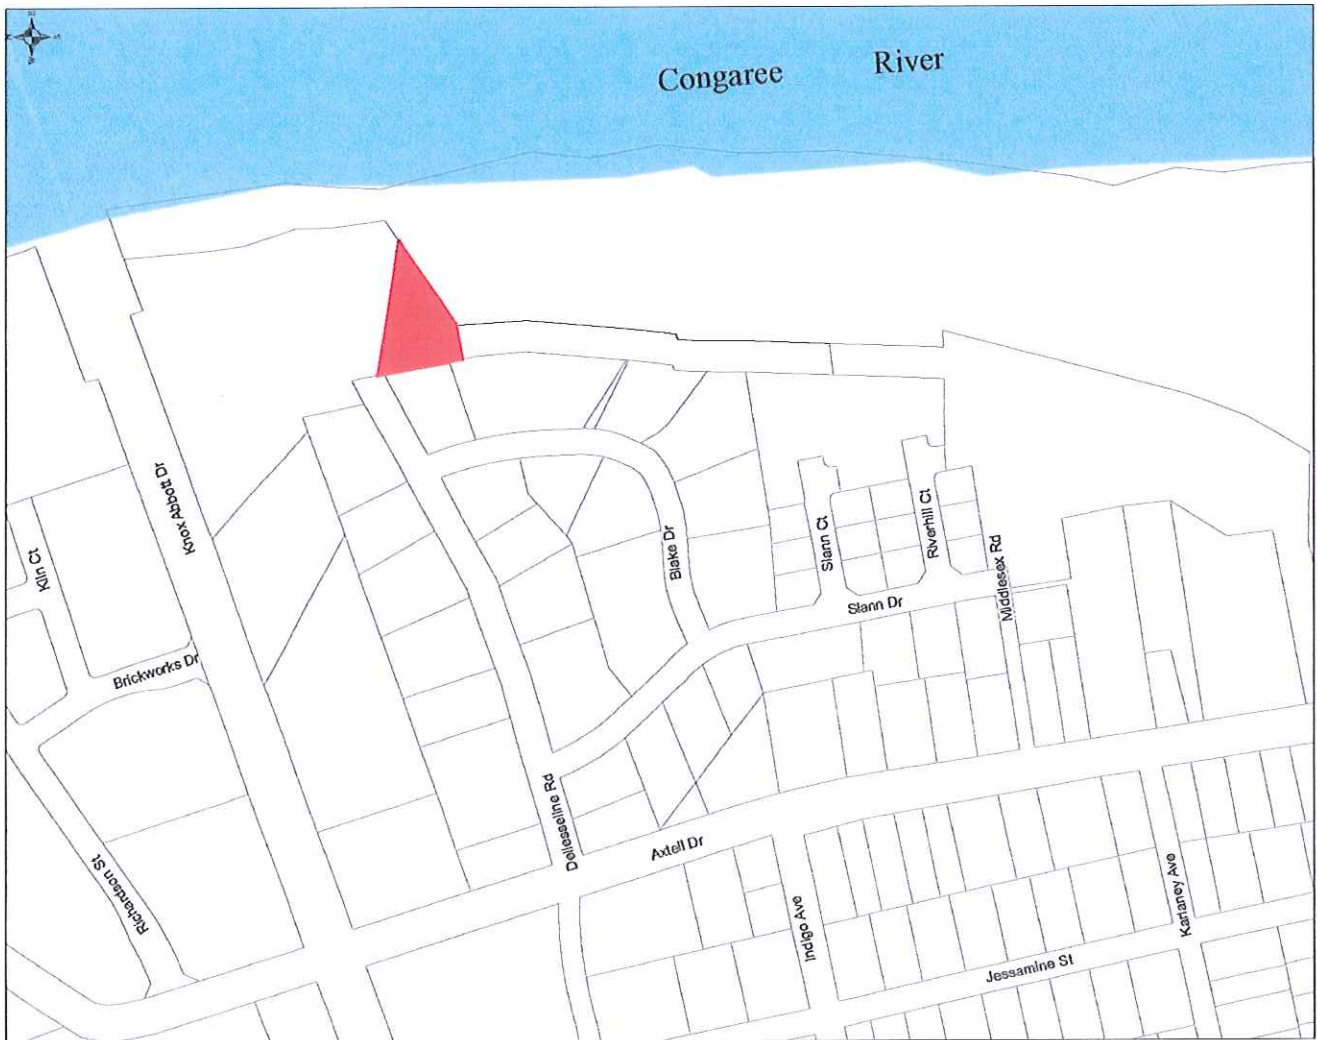 Congaree River
Knox Abbott Dr
Kiln Ct
Brickworks Dr
Richardson St
Blake Dr
Slann Ct
Riverhill Ct
Slann Dr
Middlesex Rd
Dellesseline Rd
Axtell Dr
Indigo Ave
Karlaney Ave
Jessamine St